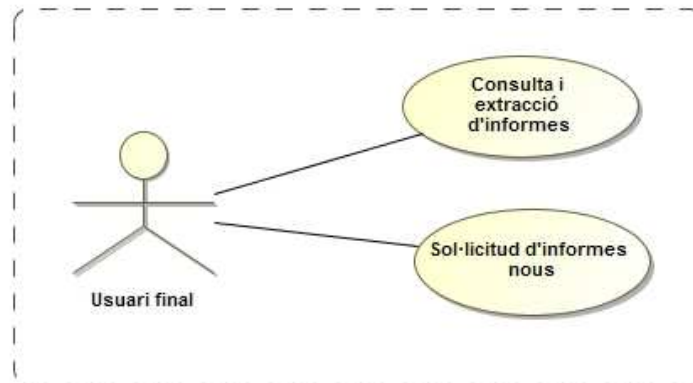 Consulta i
extracció
d'informes
Sol·licitud d'informes
nous
Usuari final